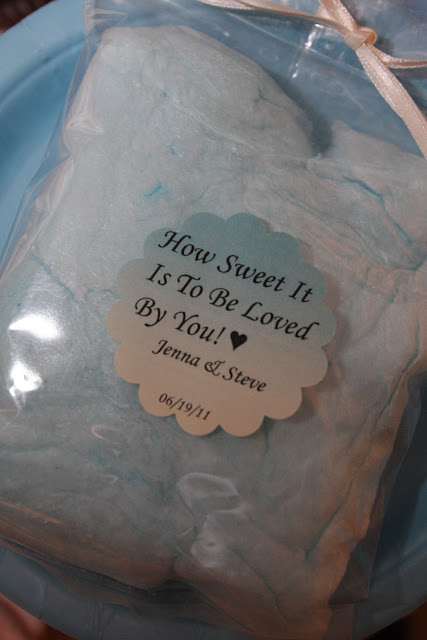 How Sweet It
Is To Be Loved
By You! ♥
Jenna & Steve
06/19/11